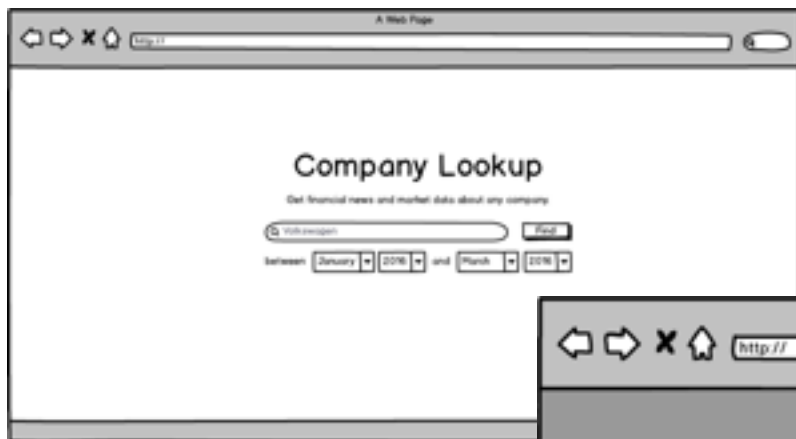 A Web Page
http://
Company Lookup
Get financial news and market data about any company.
Volkswagen
Find
between January 2016 and March 2016
http://